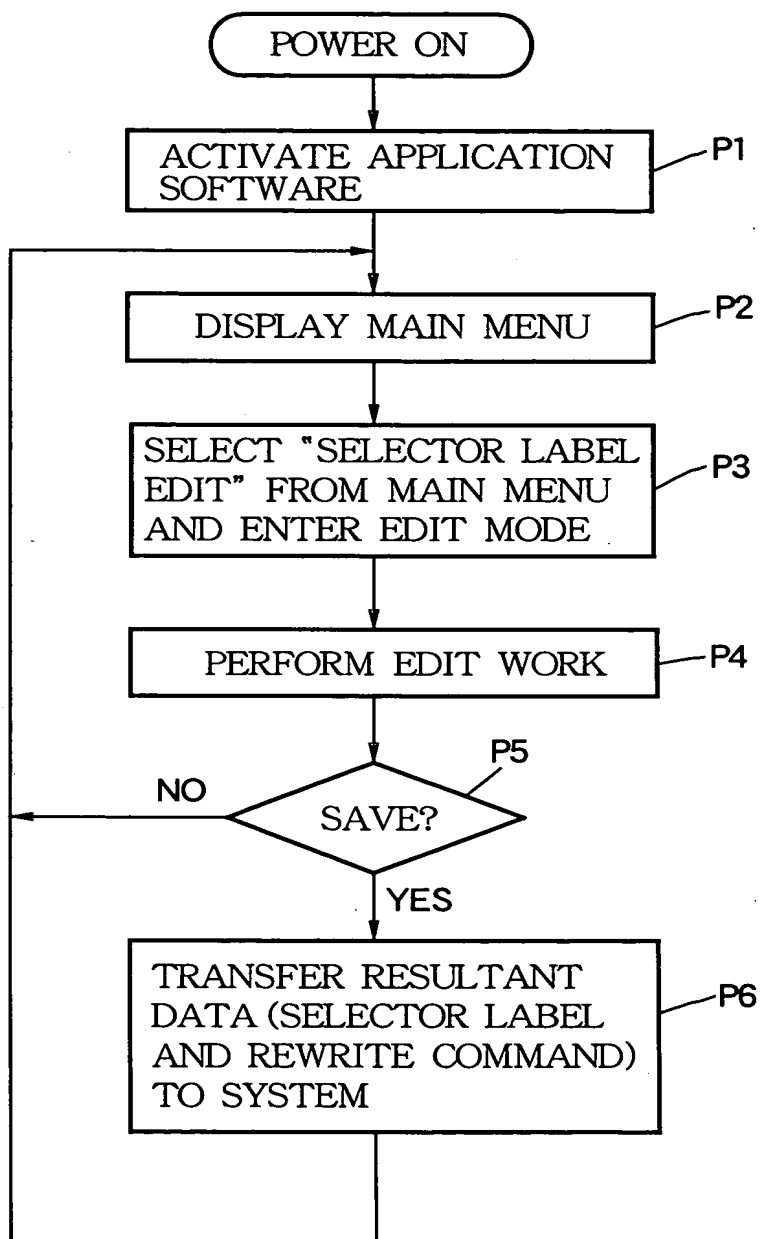 POWER ON
ACTIVATE APPLICATION
SOFTWARE
P1
DISPLAY MAIN MENU
P2
SELECT "SELECTOR LABEL
EDIT" FROM MAIN MENU
AND ENTER EDIT MODE
P3
PERFORM EDIT WORK
P4
P5
NO
SAVE?
YES
TRANSFER RESULTANT
DATA (SELECTOR LABEL
AND REWRITE COMMAND)
TO SYSTEM
P6